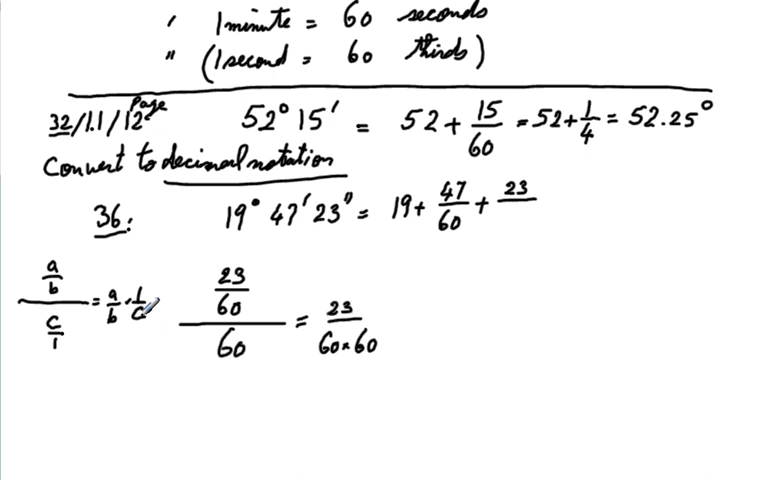 ′ 1 minute = 60 seconds
″ (1 second = 60 thirds)
32/1.1/12 Page 52° 15′ = 52 + 15/60 = 52 + 1/4 = 52.25°
Convert to decimal notation
36: 19° 47′ 23″ = 19 + 47/60 + 23
a/b / c/1 = a/b · 1/c
23/60 / 60 = 23 / 60×60